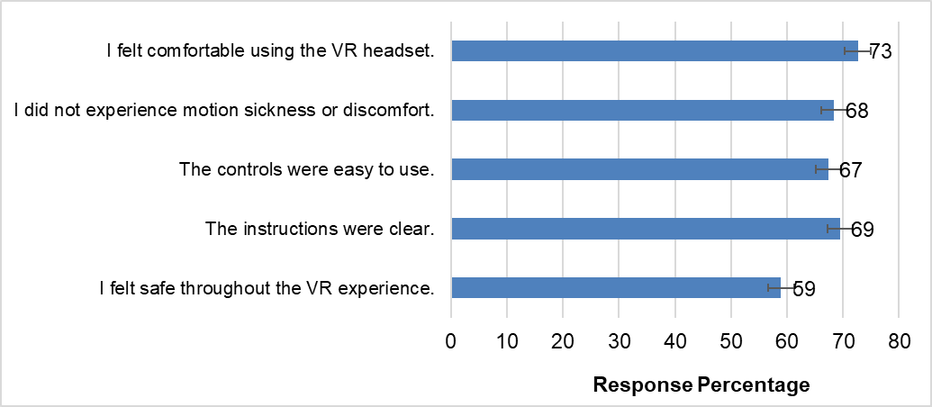 I felt comfortable using the VR headset.
73
I did not experience motion sickness or discomfort.
68
The controls were easy to use.
67
The instructions were clear.
69
I felt safe throughout the VR experience.
59
0 10 20 30 40 50 60 70 80
Response Percentage